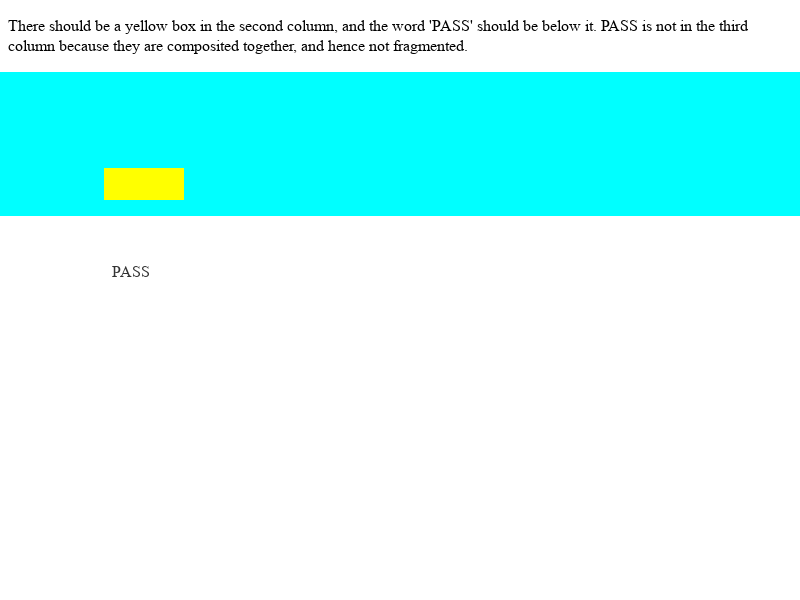 There should be a yellow box in the second column, and the word 'PASS' should be below it. PASS is not in the third
column because they are composited together, and hence not fragmented.
PASS